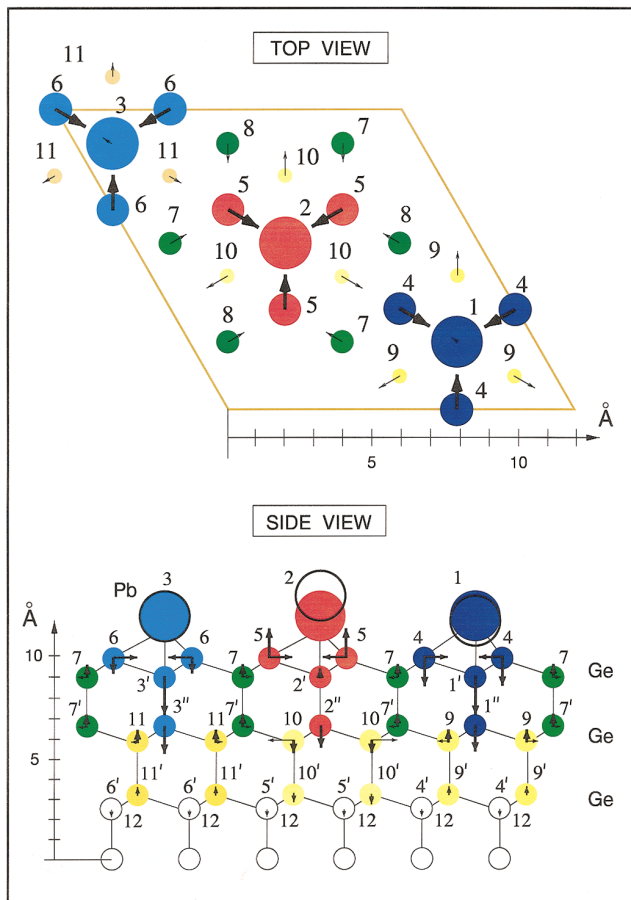 TOP VIEW
11
6 3 6
8 7
11 11 10
5 2 5
6
7 8
10 10 9
4 1 4
8 5 7
9 9
4
Å
5 10
SIDE VIEW
Pb 3 2 1
Å
6 6 5 5 4 4
10 7 7 7 7 Ge
3' 2' 1'
7' 3'' 7' 2'' 7' 1'' 7'
11 11 10 10 9 9 Ge
5
11' 11' 10' 10' 9' 9'
6' 6' 5' 5' 4' 4' Ge
12 12 12 12 12 12